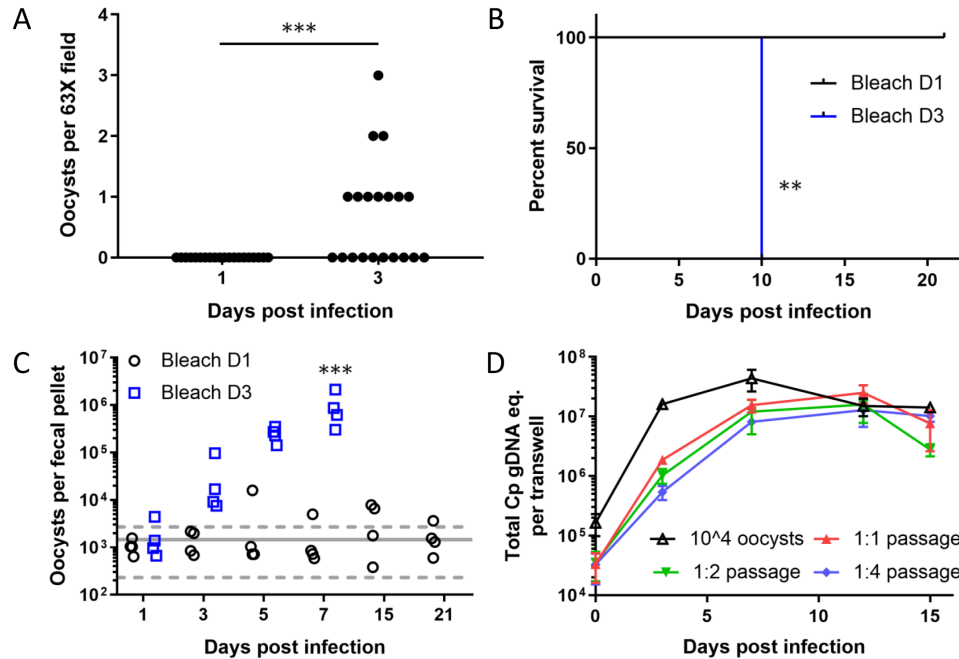 A
Oocysts per 63X field
4
3
2
1
0
***
1 3
Days post infection
B
Percent survival
100
50
0
Bleach D1
Bleach D3
**
0 5 10 15 20
Days post infection
C
Oocysts per fecal pellet
10^7
10^6
10^5
10^4
10^3
10^2
Bleach D1
Bleach D3
***
1 3 5 7 15 21
Days post infection
D
Total Cp gDNA eq.
per transwell
10^8
10^7
10^6
10^5
10^4
10^4 oocysts
1:1 passage
1:2 passage
1:4 passage
0 5 10 15
Days post infection